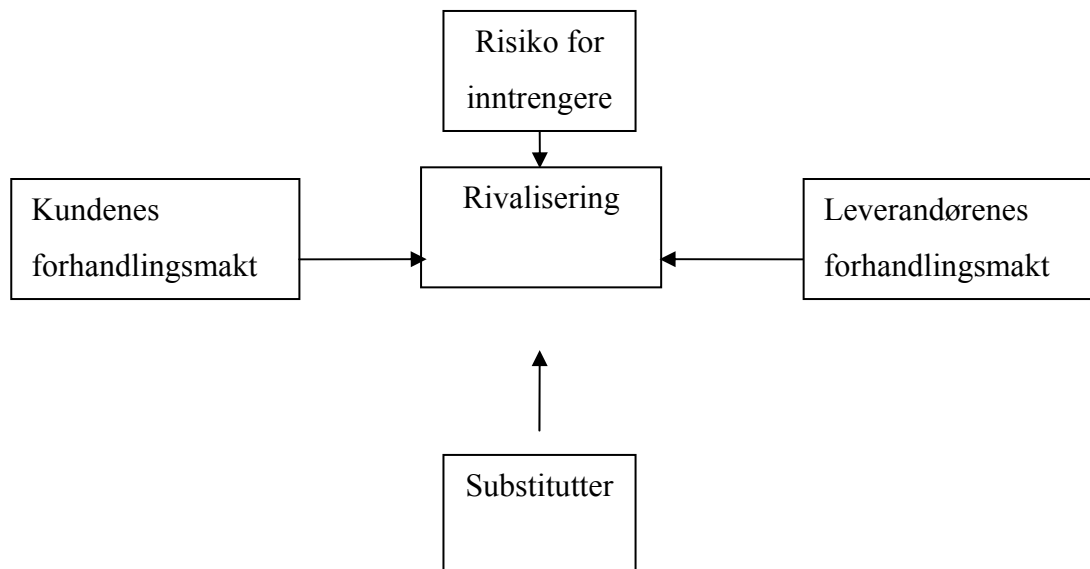 Risiko for
inntrengere
Rivalisering
Kundenes
forhandlingsmakt
Leverandørenes
forhandlingsmakt
Substitutter